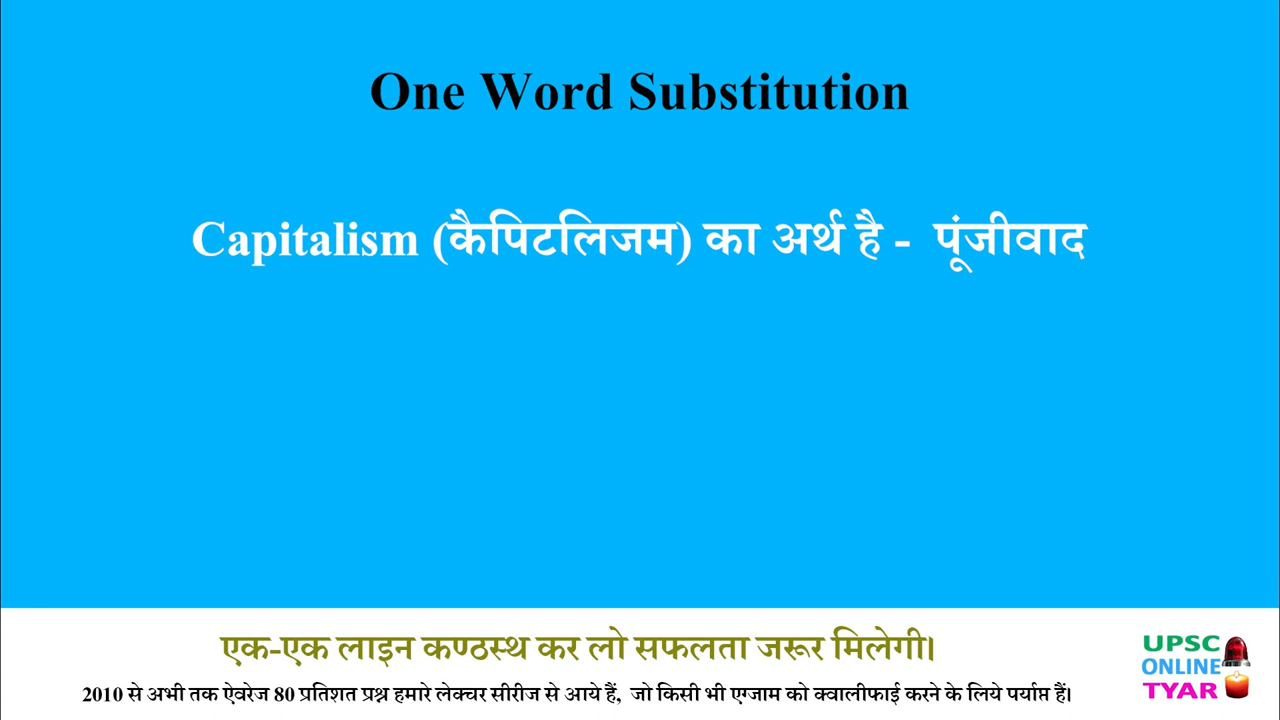 One Word Substitution
Capitalism (कैपिटलिजम) का अर्थ है - पूंजीवाद
एक-एक लाइन कण्ठस्थ कर लो सफलता जरूर मिलेगी।
2010 से अभी तक ऐवरेज 80 प्रतिशत प्रश्न हमारे लेक्चर सीरीज से आये हैं, जो किसी भी एग्जाम को क्वालीफाई करने के लिये पर्याप्त हैं।
UPSC
ONLINE
TYAR